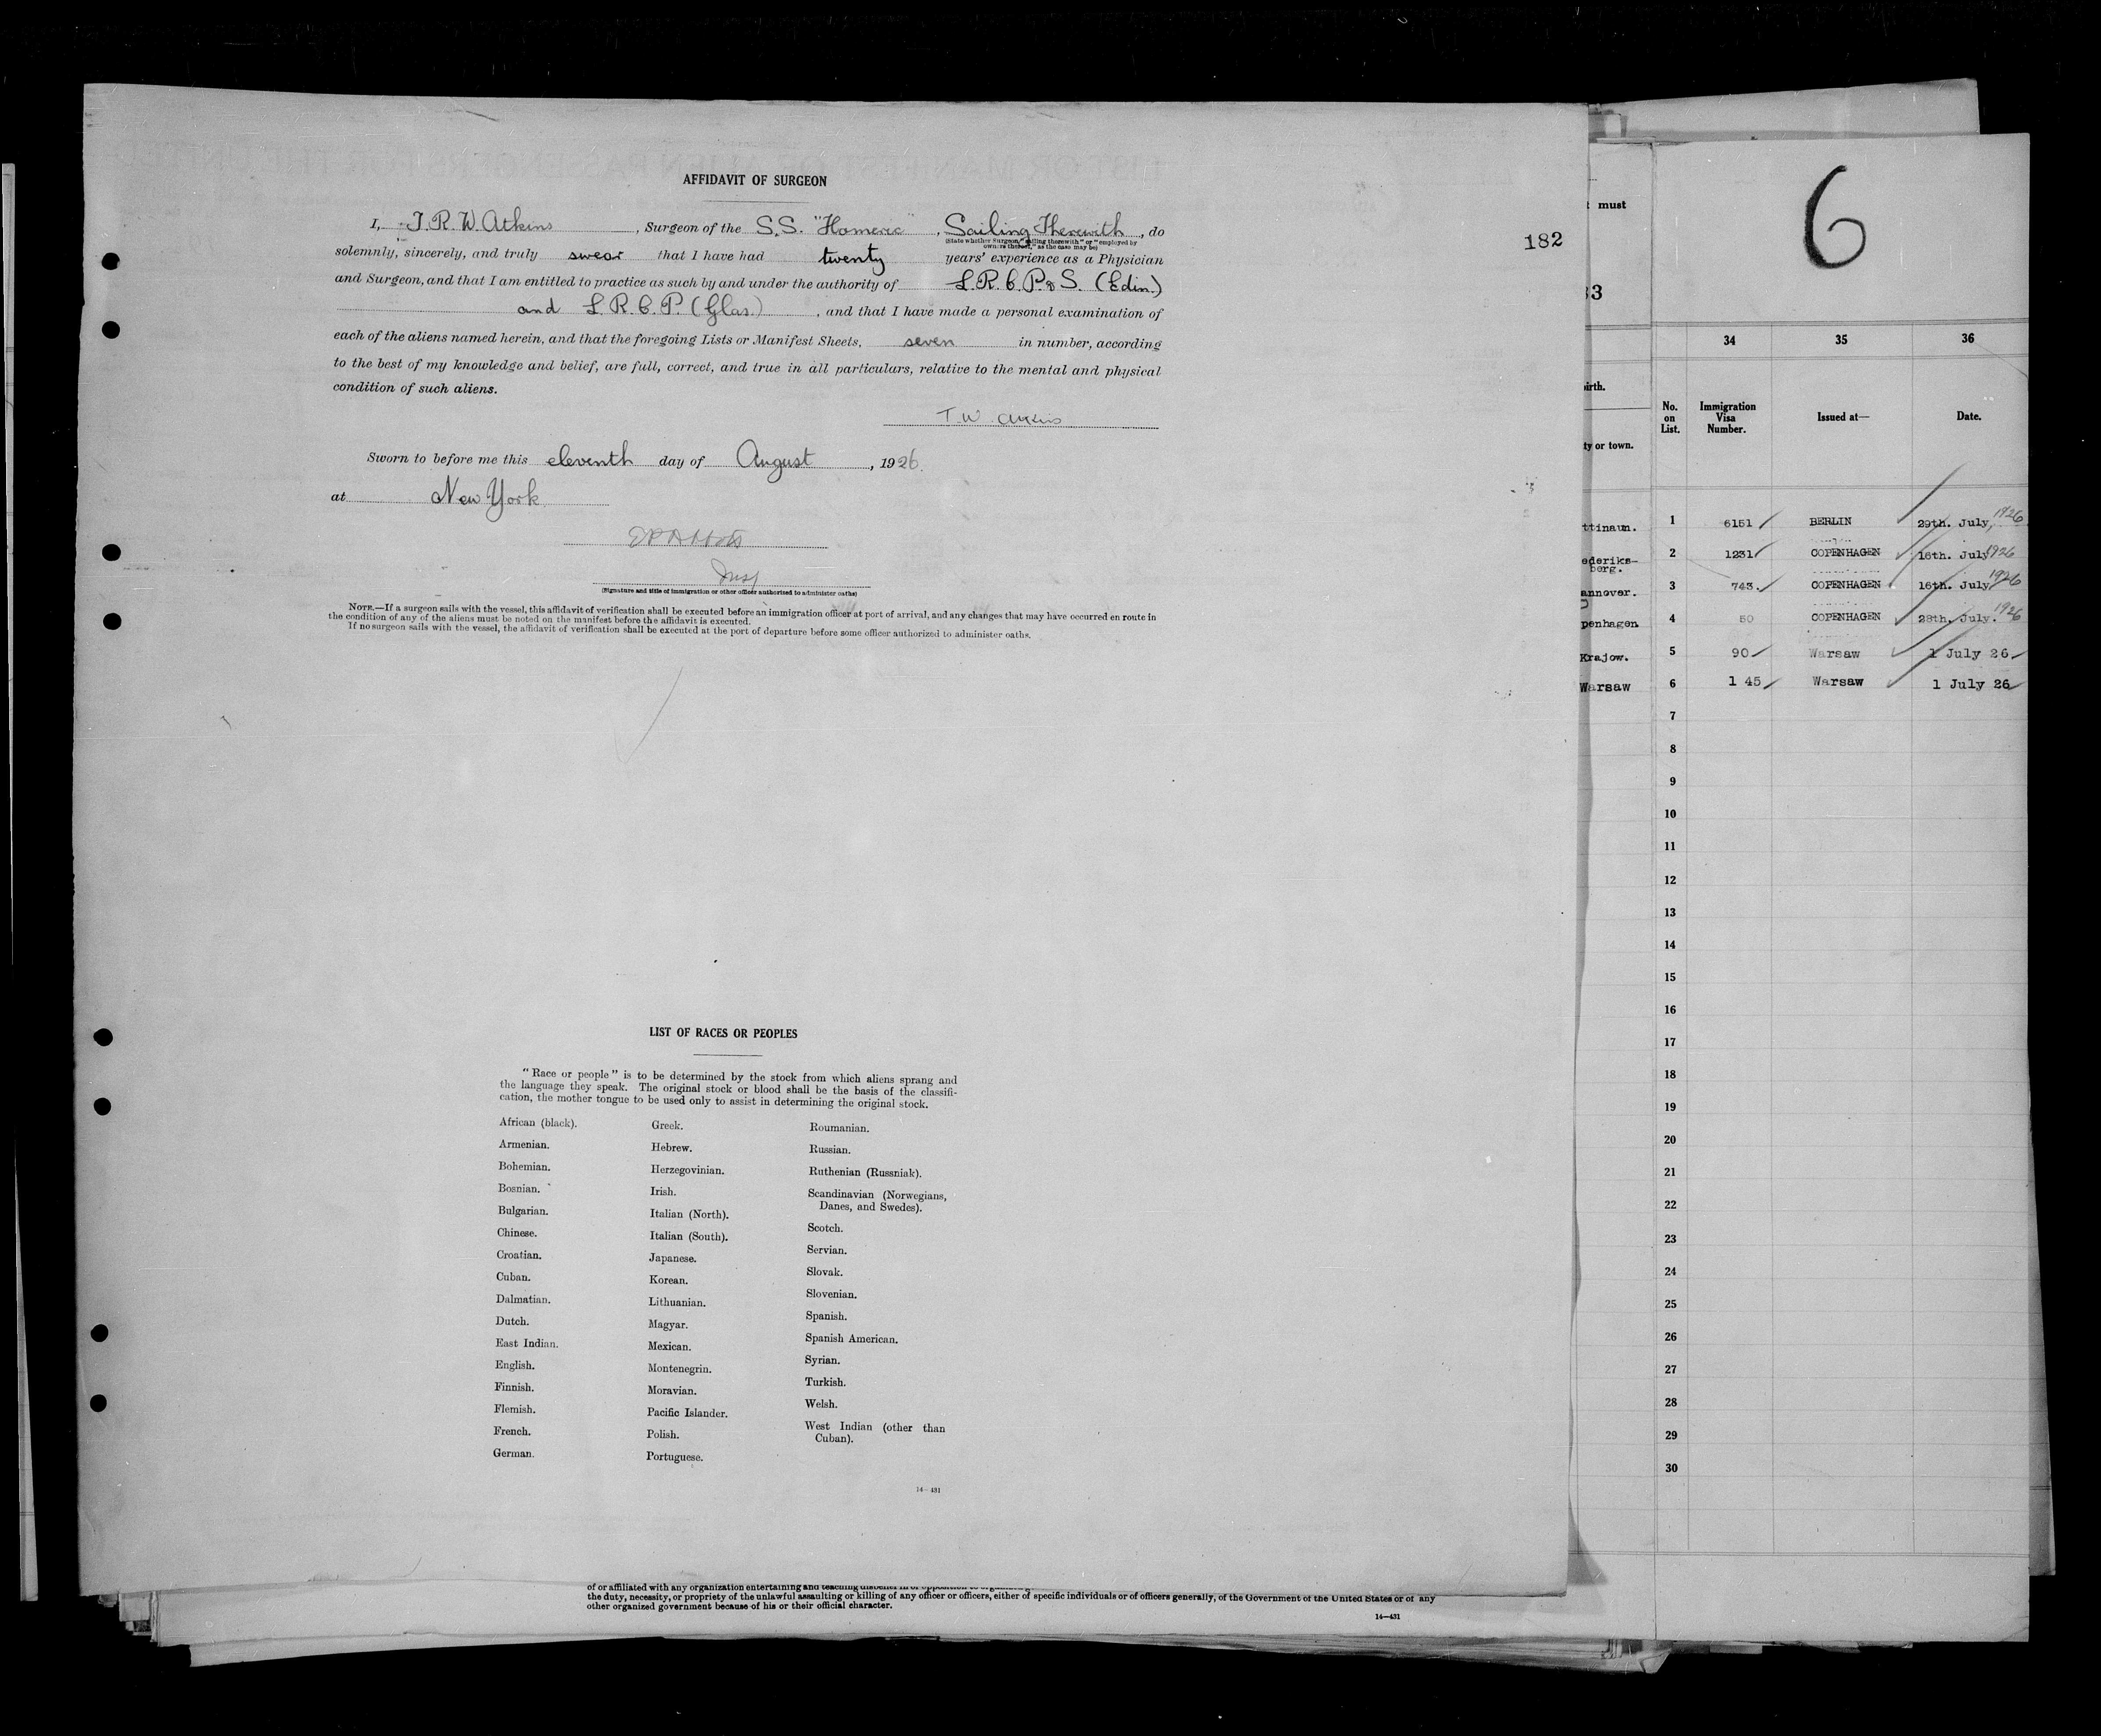 AFFIDAVIT OF SURGEON
I, T. R. W. Atkins, Surgeon of the S.S. "Homeric", Sailing Therewith, do
(State whether Surgeon "sailing therewith" or "employed by
owners thereof," as the case may be)
solemnly, sincerely, and truly swear that I have had twenty years' experience as a Physician
and Surgeon, and that I am entitled to practice as such by and under the authority of L.R.C.P. & S. (Edin.)
and L.R.C.P. (Glas.), and that I have made a personal examination of
each of the aliens named herein, and that the foregoing Lists or Manifest Sheets, seven in number, according
to the best of my knowledge and belief, are full, correct, and true in all particulars, relative to the mental and physical
condition of such aliens.
T. W. Atkins
Sworn to before me this eleventh day of August, 1926.
at New York
Insp
(Signature and title of immigration or other officer authorized to administer oaths)
NOTE.—If a surgeon sails with the vessel, this affidavit of verification shall be executed before an immigration officer at port of arrival, and any changes that may have occurred en route in
the condition of any of the aliens must be noted on the manifest before the affidavit is executed.
If no surgeon sails with the vessel, the affidavit of verification shall be executed at the port of departure before some officer authorized to administer oaths.
182
LIST OF RACES OR PEOPLES
"Race or people" is to be determined by the stock from which aliens sprang and
the language they speak. The original stock or blood shall be the basis of the classifi-
cation, the mother tongue to be used only to assist in determining the original stock.
African (black).
Armenian.
Bohemian.
Bosnian.
Bulgarian.
Chinese.
Croatian.
Cuban.
Dalmatian.
Dutch.
East Indian.
English.
Finnish.
Flemish.
French.
German.
Greek.
Hebrew.
Herzegovinian.
Irish.
Italian (North).
Italian (South).
Japanese.
Korean.
Lithuanian.
Magyar.
Mexican.
Montenegrin.
Moravian.
Pacific Islander.
Polish.
Portuguese.
Roumanian.
Russian.
Ruthenian (Russniak).
Scandinavian (Norwegians,
Danes, and Swedes).
Scotch.
Servian.
Slovak.
Slovenian.
Spanish.
Spanish American.
Syrian.
Turkish.
Welsh.
West Indian (other than
Cuban).
14—431
of or affiliated with any organization entertaining and teaching
the duty, necessity, or propriety of the unlawful assaulting or killing of any officer or officers, either of specific individuals or of officers generally, of the Government of the United States or of any
other organized government because of his or their official character.
14—431
must
33
irth.
ty or town.
ttinaum.
ederiks-
berg.
annover.
penhagen
Krajow.
Warsaw
6
34 35 36
No. on List. Immigration Visa Number. Issued at— Date.
1 6151 BERLIN 29th. July, 1926
2 1231 COPENHAGEN 16th. July 1926
3 743. COPENHAGEN 16th. July, 1926
4 50 COPENHAGEN 28th. July. 1926
5 90 Warsaw 1 July 26
6 1 45 Warsaw 1 July 26
7
8
9
10
11
12
13
14
15
16
17
18
19
20
21
22
23
24
25
26
27
28
29
30